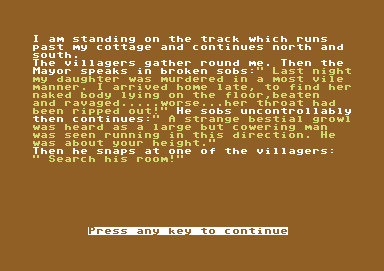 I am standing on the track which runs
past my cottage and continues north and
south.
The villagers gather round me. Then the
Mayor speaks in broken sobs:" Last night
my daughter was murdered in a most vile
manner. I arrived home late, to find her
naked body lying on the floor,beaten
and ravaged.....worse...her throat had
been ripped out!" He sobs uncontrollably
then continues:" A strange bestial growl
was heard as a large but cowering man
was seen running in this direction. He
was about your height."
Then he snaps at one of the villagers:
" Search his room!"
Press any key to continue